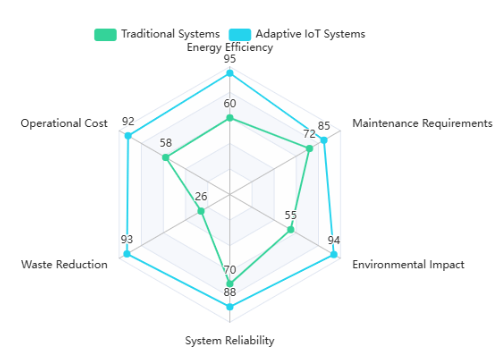 Traditional Systems Adaptive IoT Systems
Energy Efficiency
95
92
60
85
Operational Cost
Maintenance Requirements
72
58
26
55
93
94
Waste Reduction
70
Environmental Impact
88
System Reliability